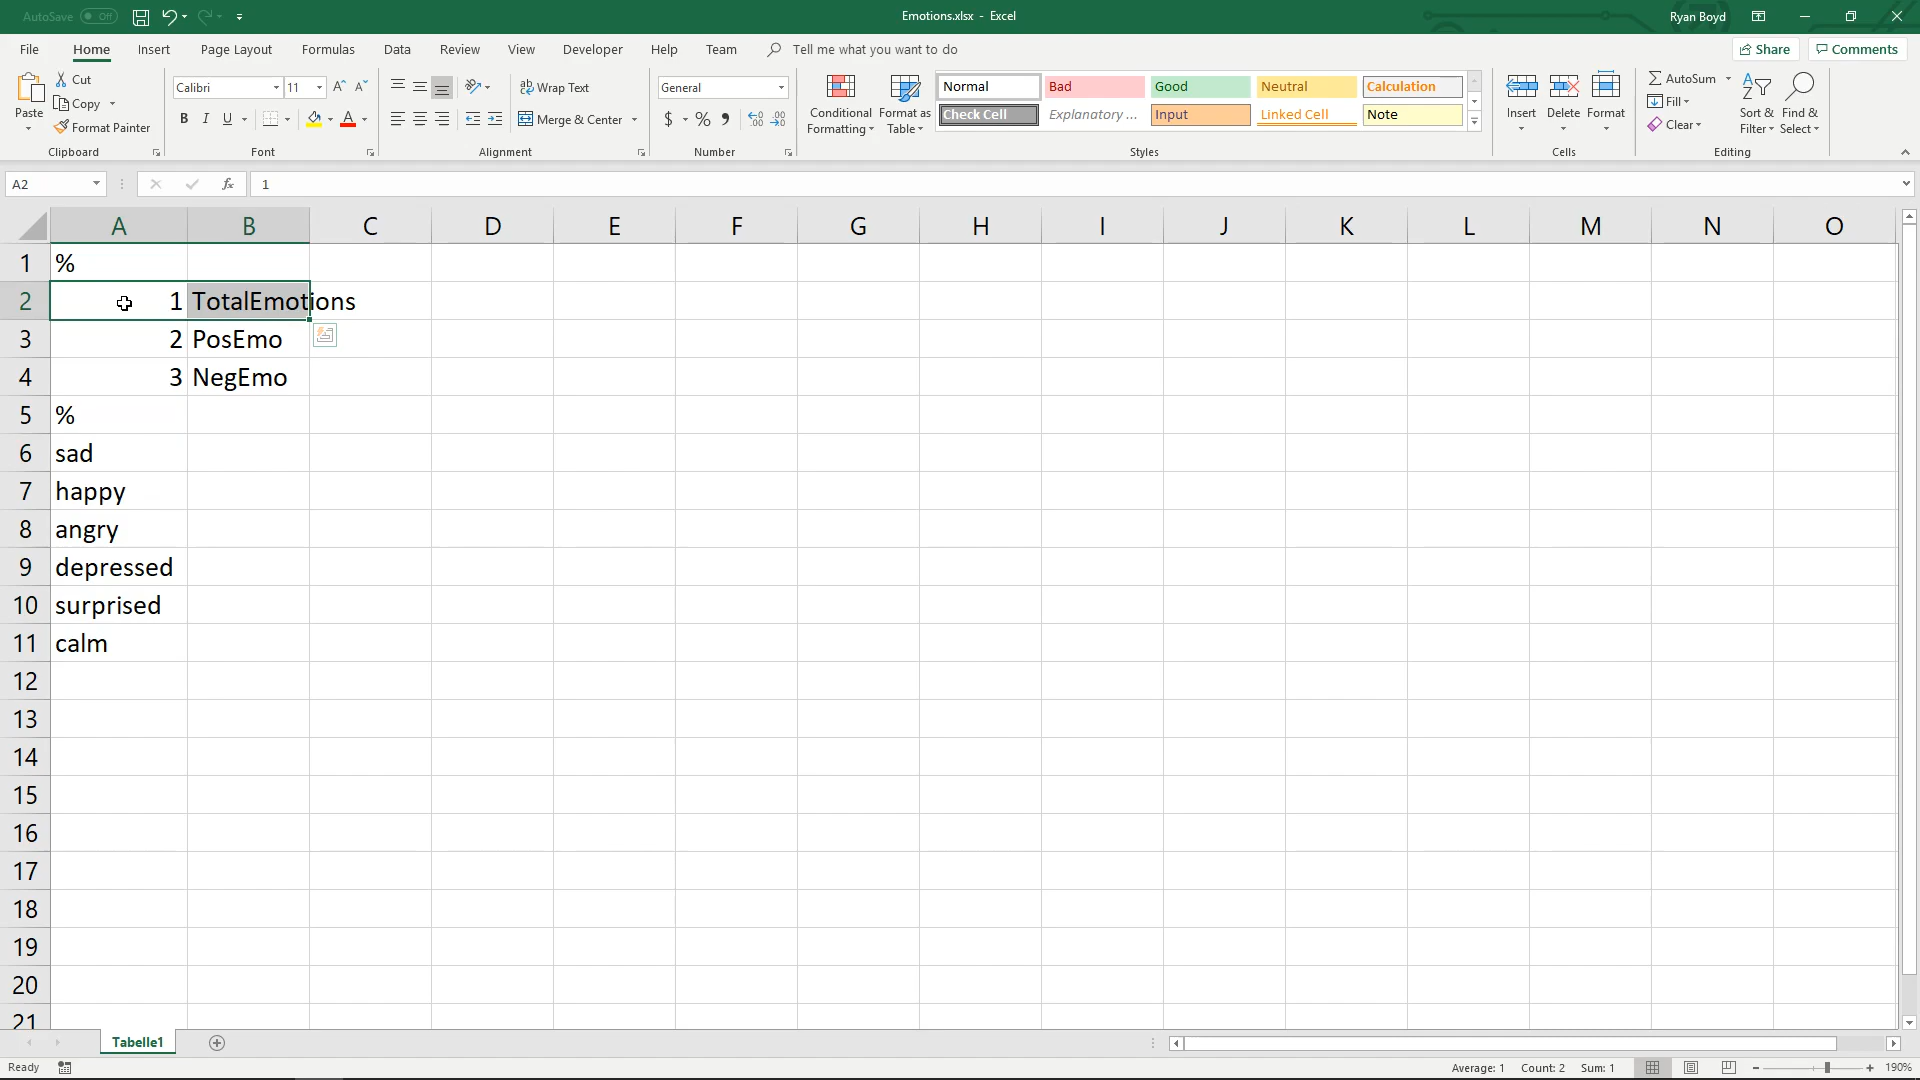 AutoSave Off Emotions.xlsx - Excel Ryan Boyd
File Home Insert Page Layout Formulas Data Review View Developer Help Team Tell me what you want to do Share Comments
Paste Cut Copy Format Painter Clipboard
Calibri 11 B I U A Font
Wrap Text Merge & Center Alignment
General $ % Number
Conditional Formatting Format as Table
Normal Bad Good Neutral Calculation
Check Cell Explanatory ... Input Linked Cell Note
Styles
Insert Delete Format Cells
AutoSum Fill Clear Sort & Filter Find & Select Editing
A2 fx 1
A B C D E F G H I J K L M N O
1 %
2 1 TotalEmotions
3 2 PosEmo
4 3 NegEmo
5 %
6 sad
7 happy
8 angry
9 depressed
10 surprised
11 calm
12
13
14
15
16
17
18
19
20
21
Tabelle1
Ready Average: 1 Count: 2 Sum: 1 190%